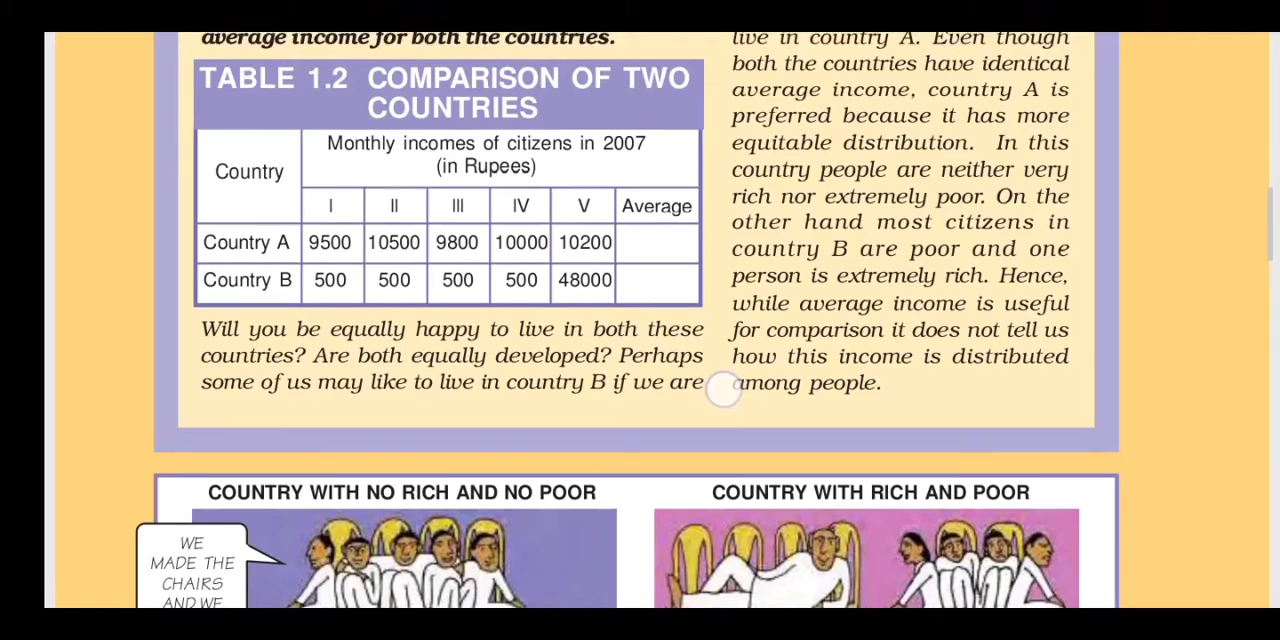 average income for both the countries.
TABLE 1.2 COMPARISON OF TWO
COUNTRIES
Country
Monthly incomes of citizens in 2007
(in Rupees)
I II III IV V Average
Country A 9500 10500 9800 10000 10200
Country B 500 500 500 500 48000
Will you be equally happy to live in both these
countries? Are both equally developed? Perhaps
some of us may like to live in country B if we are
live in country A. Even though
both the countries have identical
average income, country A is
preferred because it has more
equitable distribution. In this
country people are neither very
rich nor extremely poor. On the
other hand most citizens in
country B are poor and one
person is extremely rich. Hence,
while average income is useful
for comparison it does not tell us
how this income is distributed
among people.
COUNTRY WITH NO RICH AND NO POOR
WE
MADE THE
CHAIRS
AND WE
COUNTRY WITH RICH AND POOR